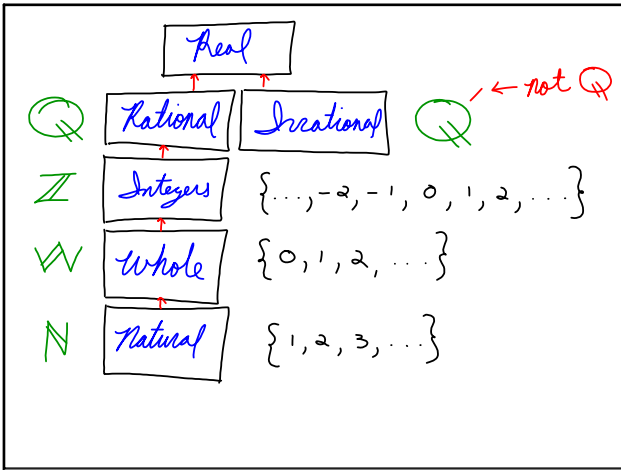 Real
ℚ Rational Irrational ℚ ← not ℚ
ℤ Integers {..., -2, -1, 0, 1, 2, ...}
𝕎 Whole {0, 1, 2, ...}
ℕ Natural {1, 2, 3, ...}